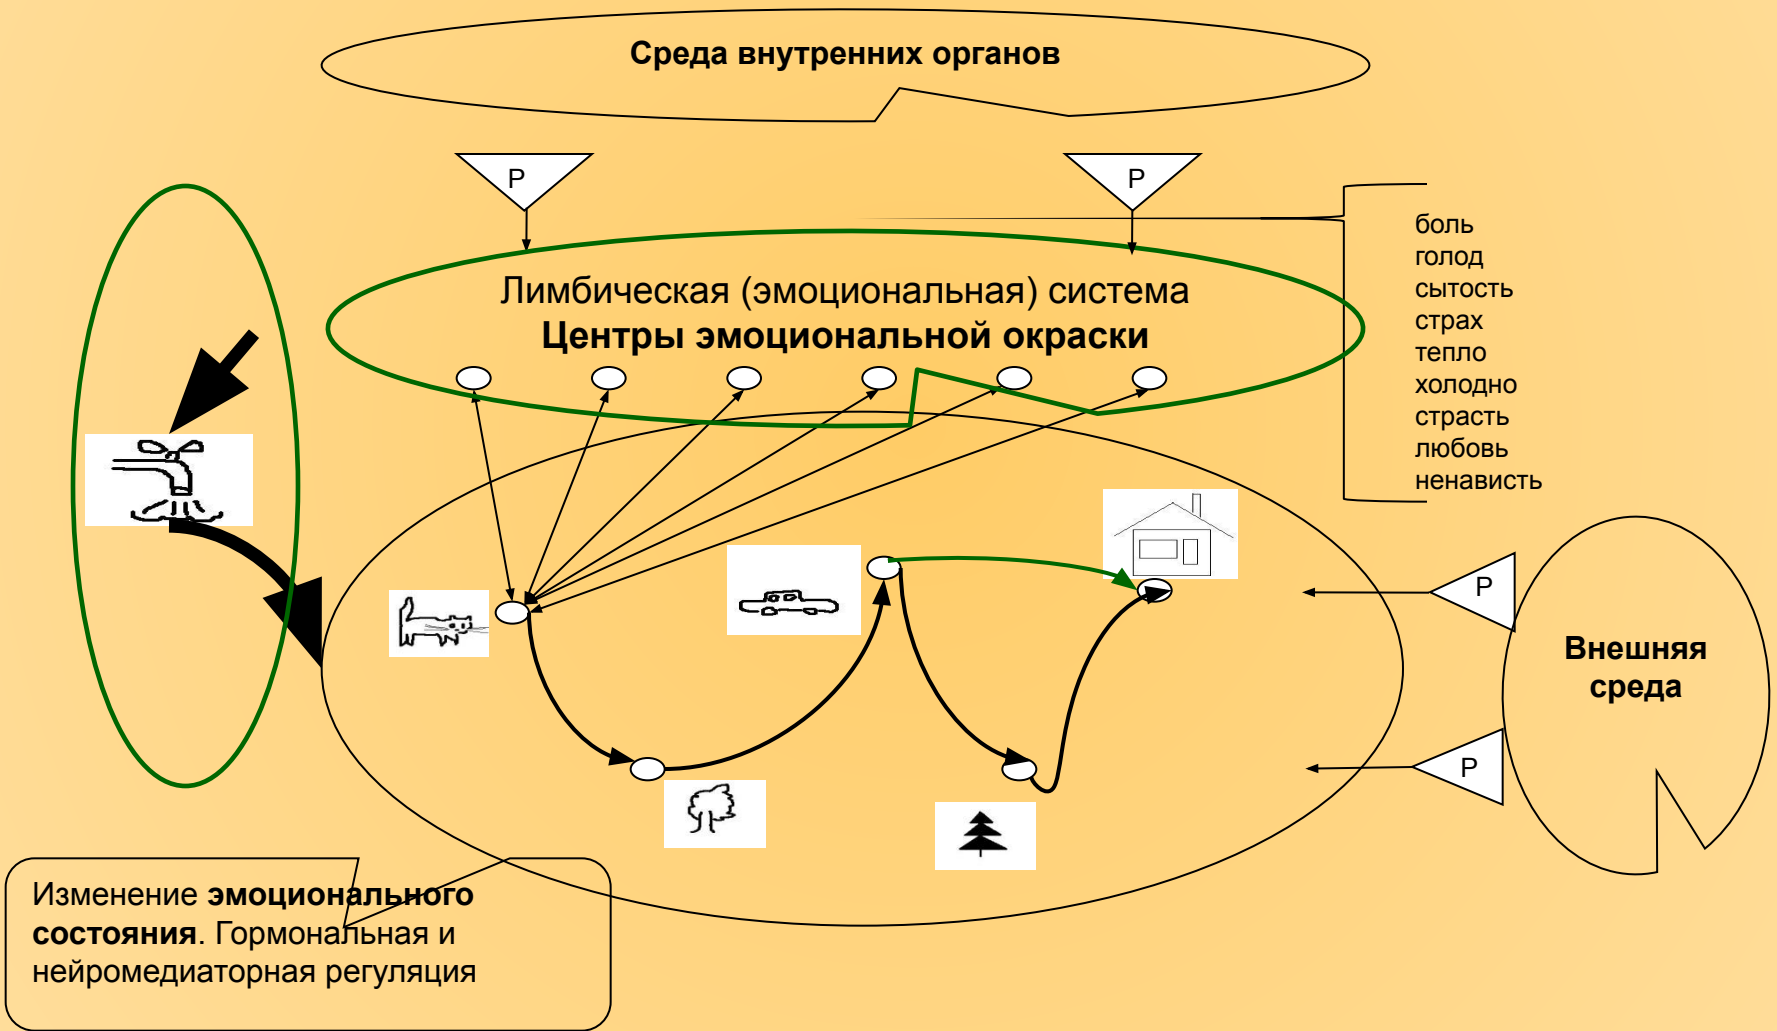 Среда внутренних органов
Р
Р
Лимбическая (эмоциональная) система
Центры эмоциональной окраски
боль
голод
сытость
страх
тепло
холодно
страсть
любовь
ненависть
Р
Внешняя
среда
Р
Изменение эмоционального
состояния. Гормональная и
нейромедиаторная регуляция